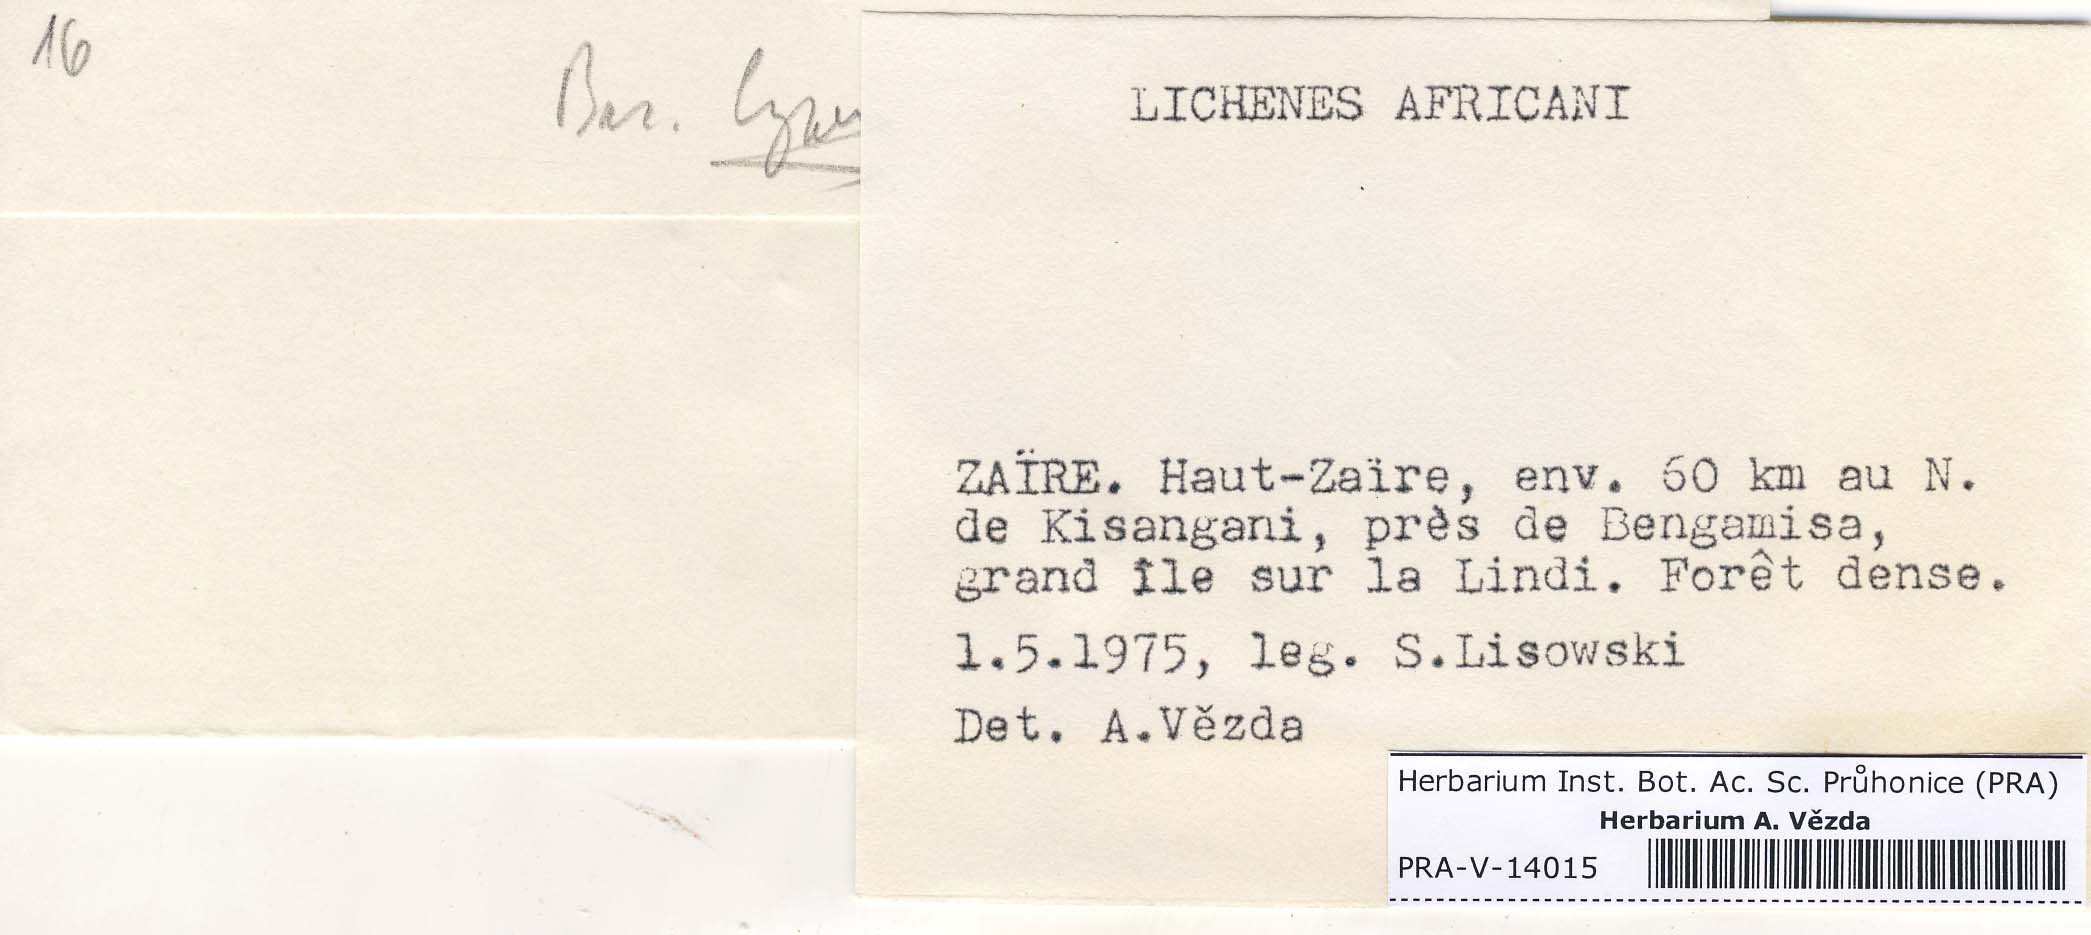 16
Bac.
LICHENES AFRICANI
ZAÏRE. Haut-Zaïre, env. 60 km au N.
de Kisangani, près de Bengamisa,
grand île sur la Lindi. Forêt dense.
1.5.1975, leg. S.Lisowski
Det. A.Vězda
Herbarium Inst. Bot. Ac. Sc. Průhonice (PRA)
Herbarium A. Vězda
PRA-V-14015